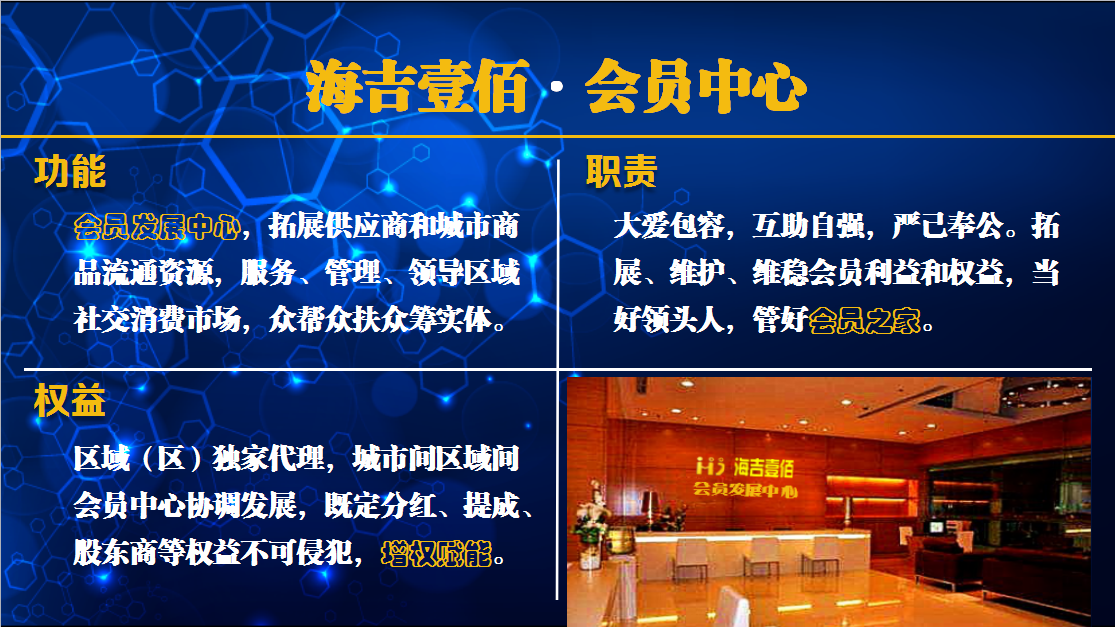 海吉壹佰·会员中心
功能
会员发展中心，拓展供应商和城市商
品流通资源，服务、管理、领导区域
社交消费市场，众帮众扶众筹实体。
职责
大爱包容，互助自强，严己奉公。拓
展、维护、维稳会员利益和权益，当
好领头人，管好会员之家。
权益
区域（区）独家代理，城市间区域间
会员中心协调发展，既定分红、提成、
股东商等权益不可侵犯，增权赋能。
海吉壹佰
会员发展中心